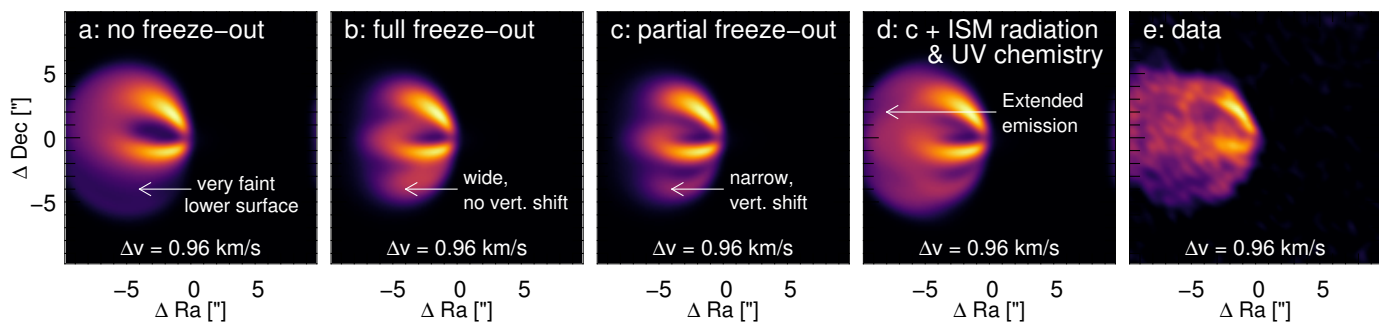 a: no freeze-out
very faint
lower surface
Δv = 0.96 km/s
b: full freeze-out
wide,
no vert. shift
Δv = 0.96 km/s
c: partial freeze-out
narrow,
vert. shift
Δv = 0.96 km/s
d: c + ISM radiation
& UV chemistry
Extended
emission
Δv = 0.96 km/s
e: data
Δv = 0.96 km/s
Δ Dec ["]
5
0
−5
−5 0 5
Δ Ra ["]
−5 0 5
Δ Ra ["]
−5 0 5
Δ Ra ["]
−5 0 5
Δ Ra ["]
−5 0 5
Δ Ra ["]